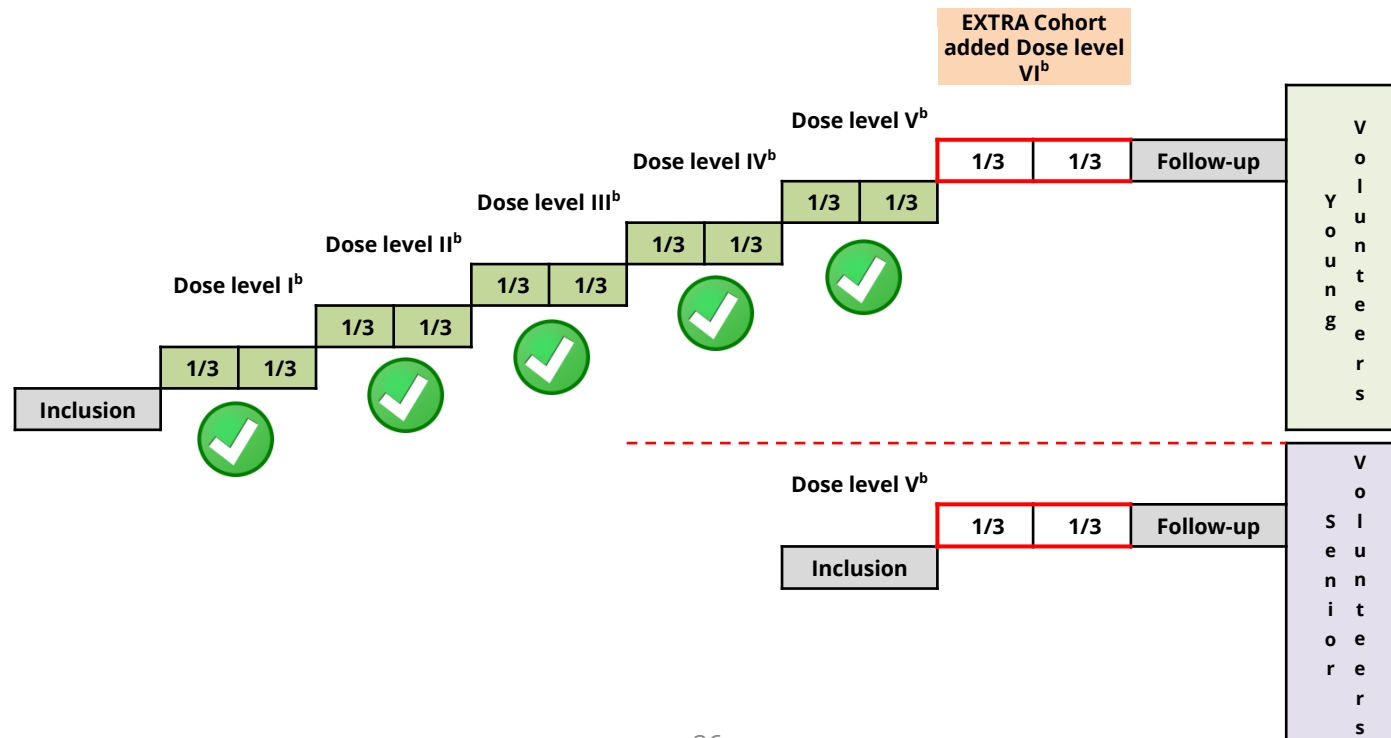 EXTRA Cohort
added Dose level
VIᵇ
Dose level Vᵇ
1/3 1/3 Follow-up
Dose level IVᵇ
1/3 1/3
Dose level IIIᵇ
1/3 1/3
Dose level IIᵇ
1/3 1/3
Dose level Iᵇ
1/3 1/3
1/3 1/3
Inclusion
Young
Volunteers
Dose level Vᵇ
1/3 1/3 Follow-up
Inclusion
Senior
Volunteers